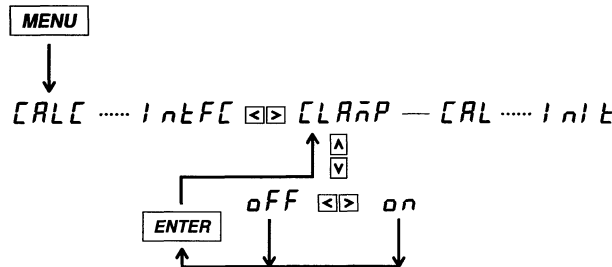 MENU
CALC ...... IntFC < > CLAMP — CAL ...... InIt
∧
∨
oFF < > on
ENTER